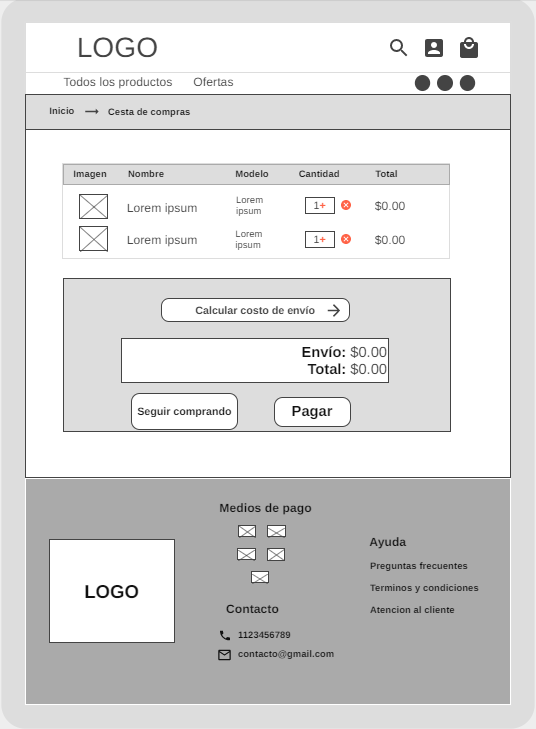 LOGO
Todos los productos Ofertas
Inicio Cesta de compras
Imagen Nombre Modelo Cantidad Total
Lorem ipsum Lorem ipsum 1+ $0.00
Lorem ipsum Lorem ipsum 1+ $0.00
Calcular costo de envío
Envío: $0.00
Total: $0.00
Seguir comprando Pagar
LOGO
Medios de pago
Contacto
1123456789
contacto@gmail.com
Ayuda
Preguntas frecuentes
Terminos y condiciones
Atencion al cliente